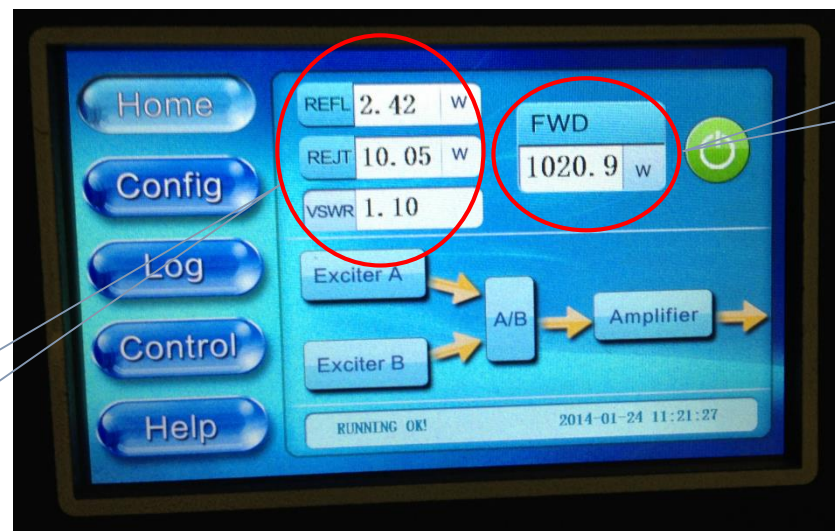 Home
Config
Log
Control
Help
REFL 2.42 W
REJT 10.05 W
VSWR 1.10
FWD
1020.9 W
Exciter A
Exciter B
A/B
Amplifier
RUNNING OK! 2014-01-24 11:21:27